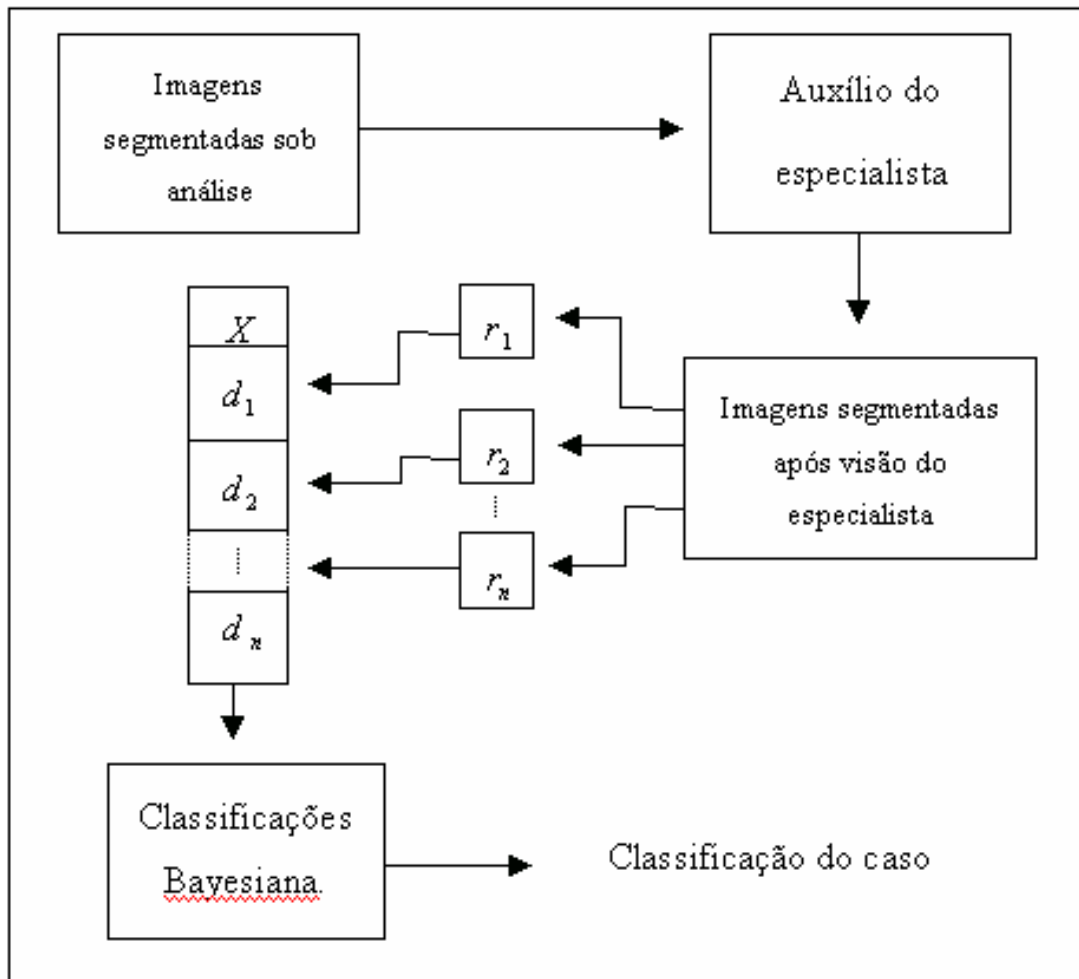 Imagens
segmentadas sob
análise
Auxílio do
especialista
X
d₁
d₂
⋮
dₙ
r₁
r₂
⋮
rₙ
Imagens segmentadas
após visão do
especialista
Classificações
Bayesiana.
Classificação do caso